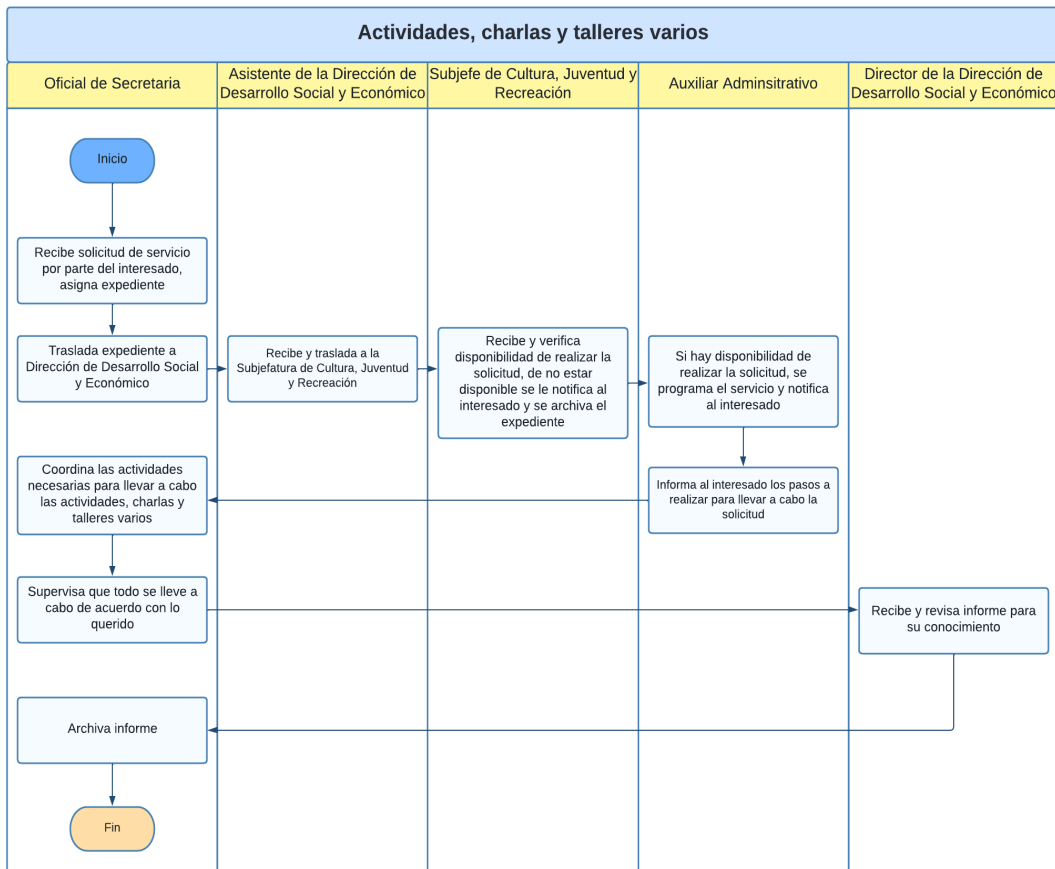 Actividades, charlas y talleres varios
Oficial de Secretaria
Asistente de la Dirección de
Desarrollo Social y Económico
Subjefe de Cultura, Juventud y
Recreación
Auxiliar Adminsitrativo
Director de la Dirección de
Desarrollo Social y Económico
Inicio
Recibe solicitud de servicio
por parte del interesado,
asigna expediente
Traslada expediente a
Dirección de Desarrollo Social
y Económico
Recibe y traslada a la
Subjefatura de Cultura, Juventud
y Recreación
Recibe y verifica
disponibilidad de realizar la
solicitud, de no estar
disponible se le notifica al
interesado y se archiva el
expediente
Si hay disponibilidad de
realizar la solicitud, se
programa el servicio y notifica
al interesado
Informa al interesado los pasos a
realizar para llevar a cabo la
solicitud
Coordina las actividades
necesarias para llevar a cabo
las actividades, charlas y
talleres varios
Supervisa que todo se lleve a
cabo de acuerdo con lo
querido
Recibe y revisa informe para
su conocimiento
Archiva informe
Fin